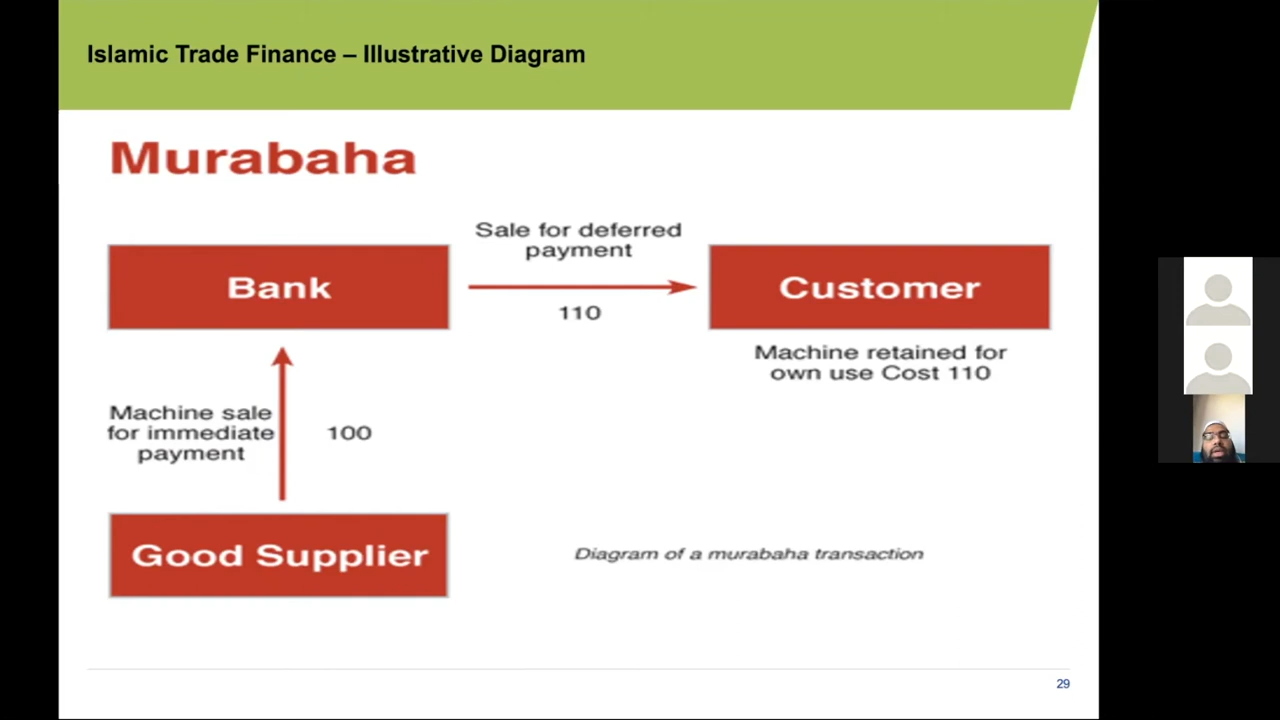 Islamic Trade Finance – Illustrative Diagram
Murabaha
Sale for deferred
payment
Bank
Customer
110
Machine retained for
own use Cost 110
Machine sale
for immediate
payment
100
Good Supplier
Diagram of a murabaha transaction
29